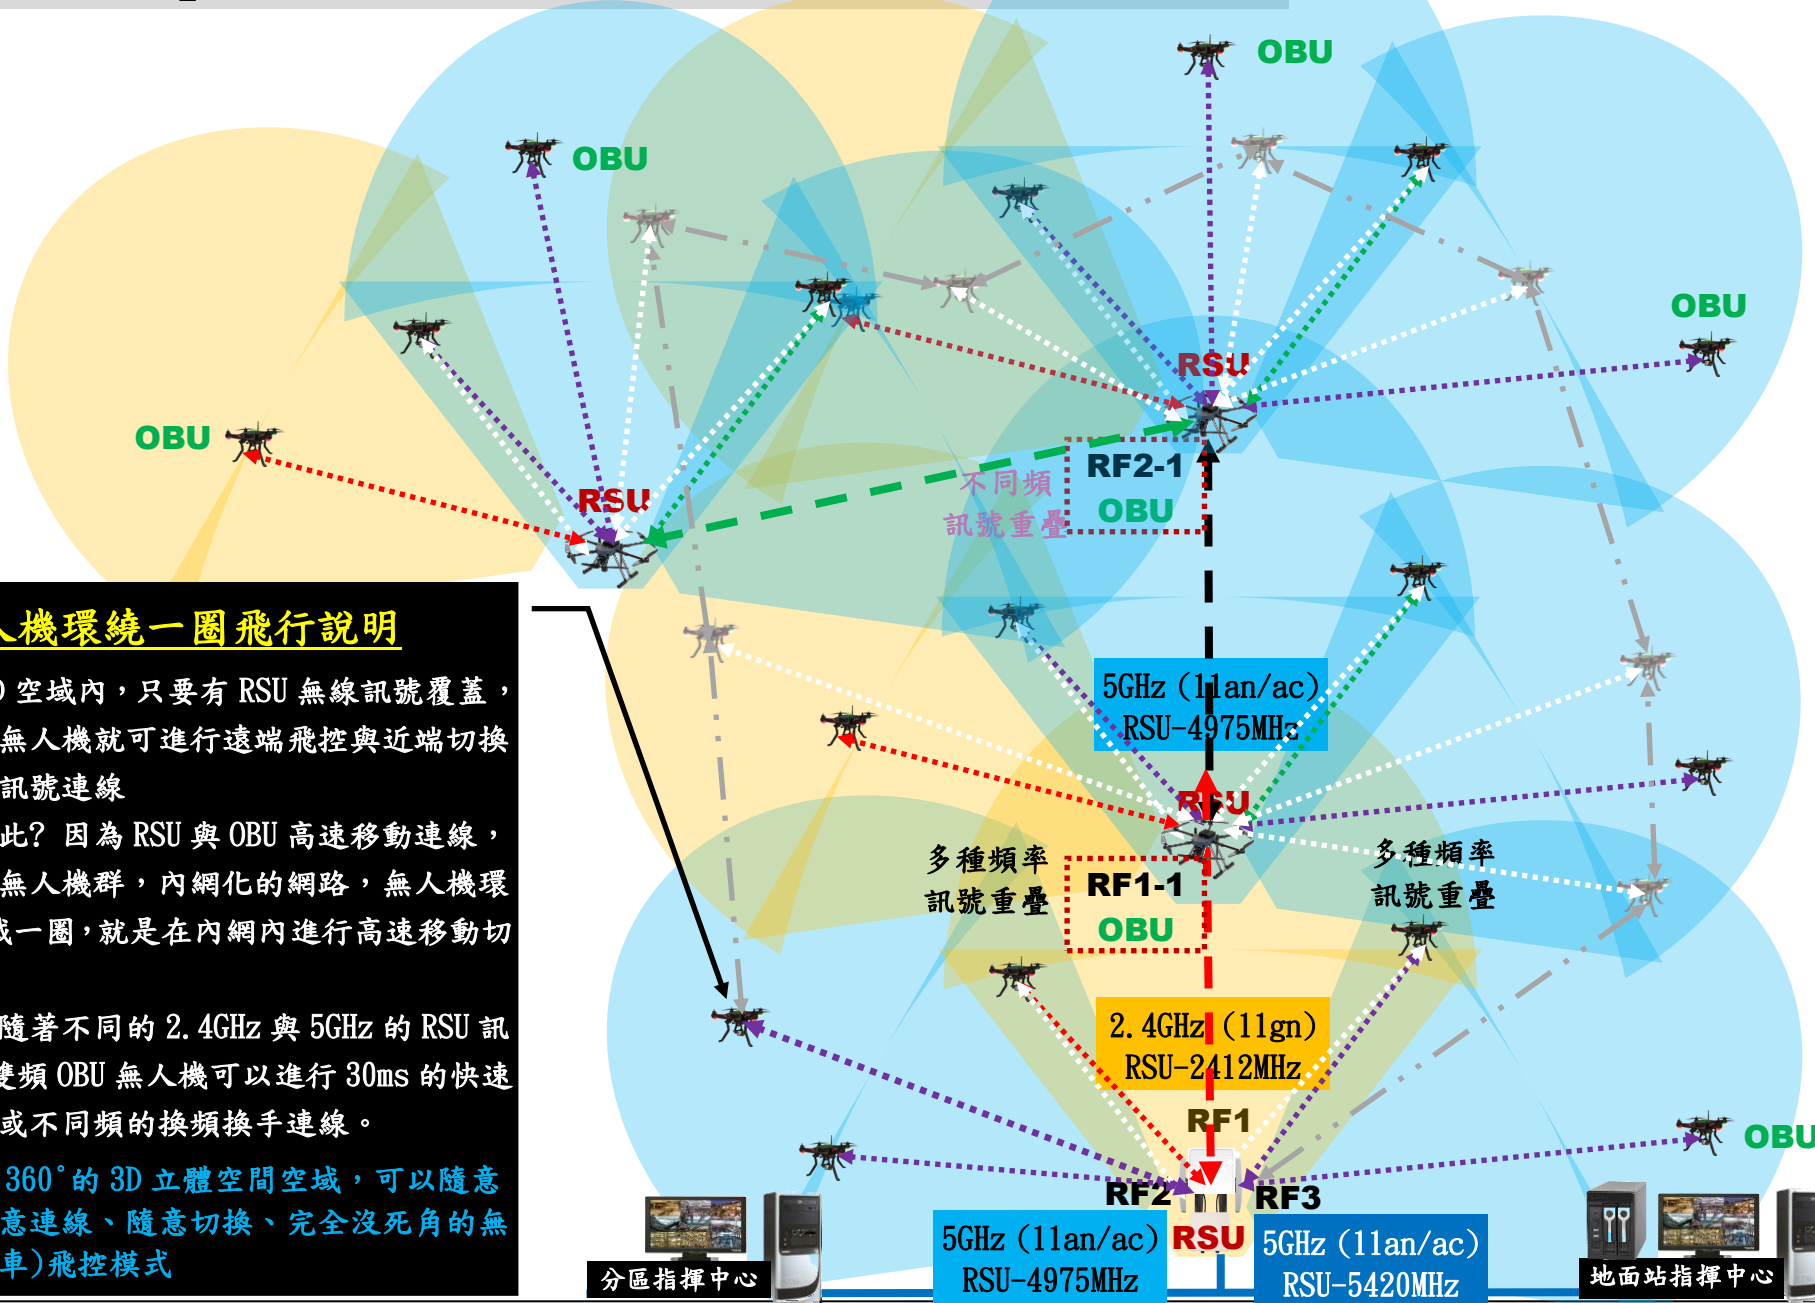 OBU
OBU
OBU
OBU
RSU
RSU
RF2-1
OBU
不同頻
訊號重疊
人機環繞一圈飛行說明
空域內，只要有 RSU 無線訊號覆蓋，
無人機就可進行遠端飛控與近端切換
訊號連線
此? 因為 RSU 與 OBU 高速移動連線，
無人機群，內網化的網路，無人機環
一圈，就是在內網內進行高速移動切
隨著不同的 2.4GHz 與 5GHz 的 RSU 訊
雙頻 OBU 無人機可以進行 30ms 的快速
或不同頻的換頻換手連線。
360°的 3D 立體空間空域，可以隨意
意連線、隨意切換、完全沒死角的無
車)飛控模式
5GHz (11an/ac)
RSU-4975MHz
RSU
多種頻率
訊號重疊
RF1-1
OBU
多種頻率
訊號重疊
2.4GHz (11gn)
RSU-2412MHz
RF1
OBU
RF2
RF3
RSU
5GHz (11an/ac)
RSU-4975MHz
5GHz (11an/ac)
RSU-5420MHz
分區指揮中心
地面站指揮中心